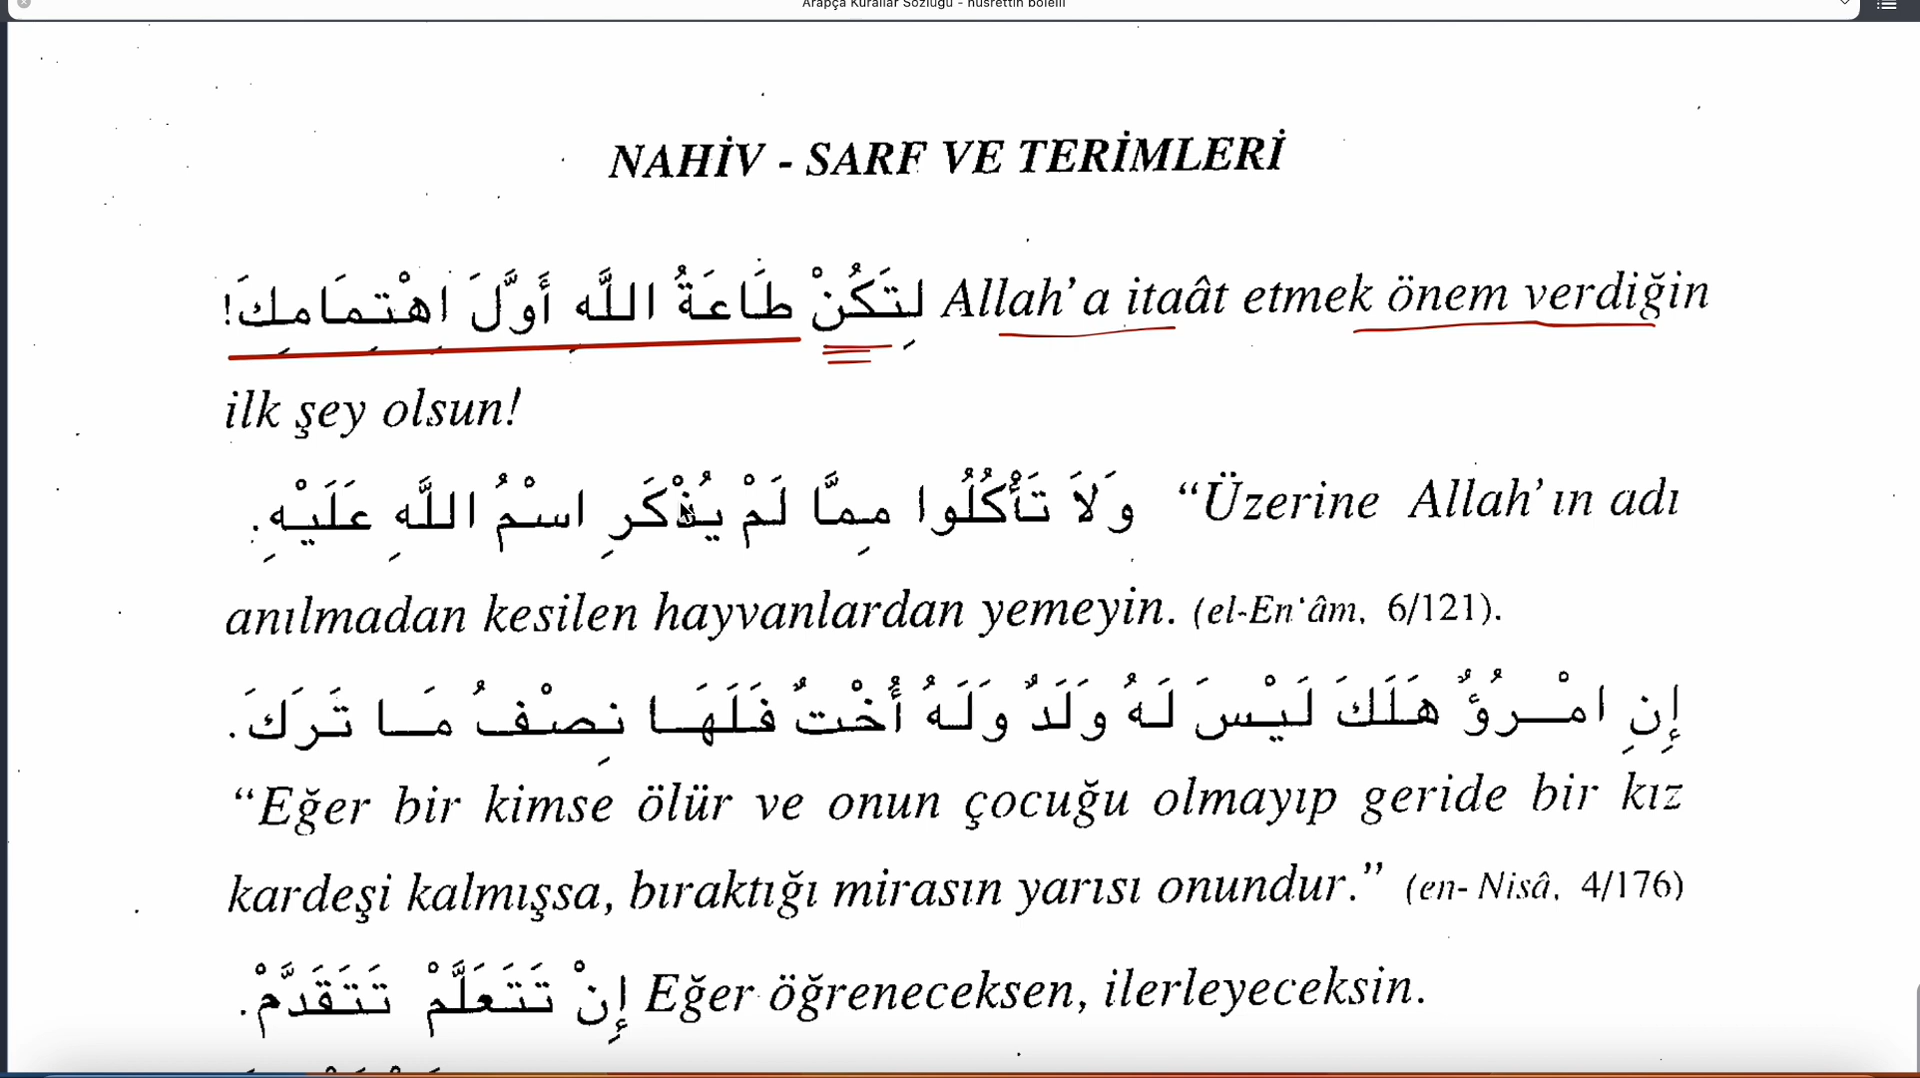 Arapça Kurallar Sözlüğü - nusrettin bolelli
NAHİV - SARF VE TERİMLERİ
لِتَكُنْ طَاعَةُ اللَّهِ أَوَّلَ اِهْتِمَامِكَ! Allah’a itaât etmek önem verdiğin
ilk şey olsun!
وَلاَ تَأْكُلُوا مِمَّا لَمْ يُذْكَرِ اسْمُ اللَّهِ عَلَيْهِ. “Üzerine Allah’ın adı
anılmadan kesilen hayvanlardan yemeyin. (el-En‘âm, 6/121).
إِنِ امْرُؤٌ هَلَكَ لَيْسَ لَهُ وَلَدٌ وَلَهُ أُخْتٌ فَلَهَا نِصْفُ مَا تَرَكَ.
“Eğer bir kimse ölür ve onun çocuğu olmayıp geride bir kız
kardeşi kalmışsa, bıraktığı mirasın yarısı onundur.” (en- Nisâ, 4/176)
إِنْ تَتَعَلَّمْ تَتَقَدَّمْ. Eğer öğreneceksen, ilerleyeceksin.